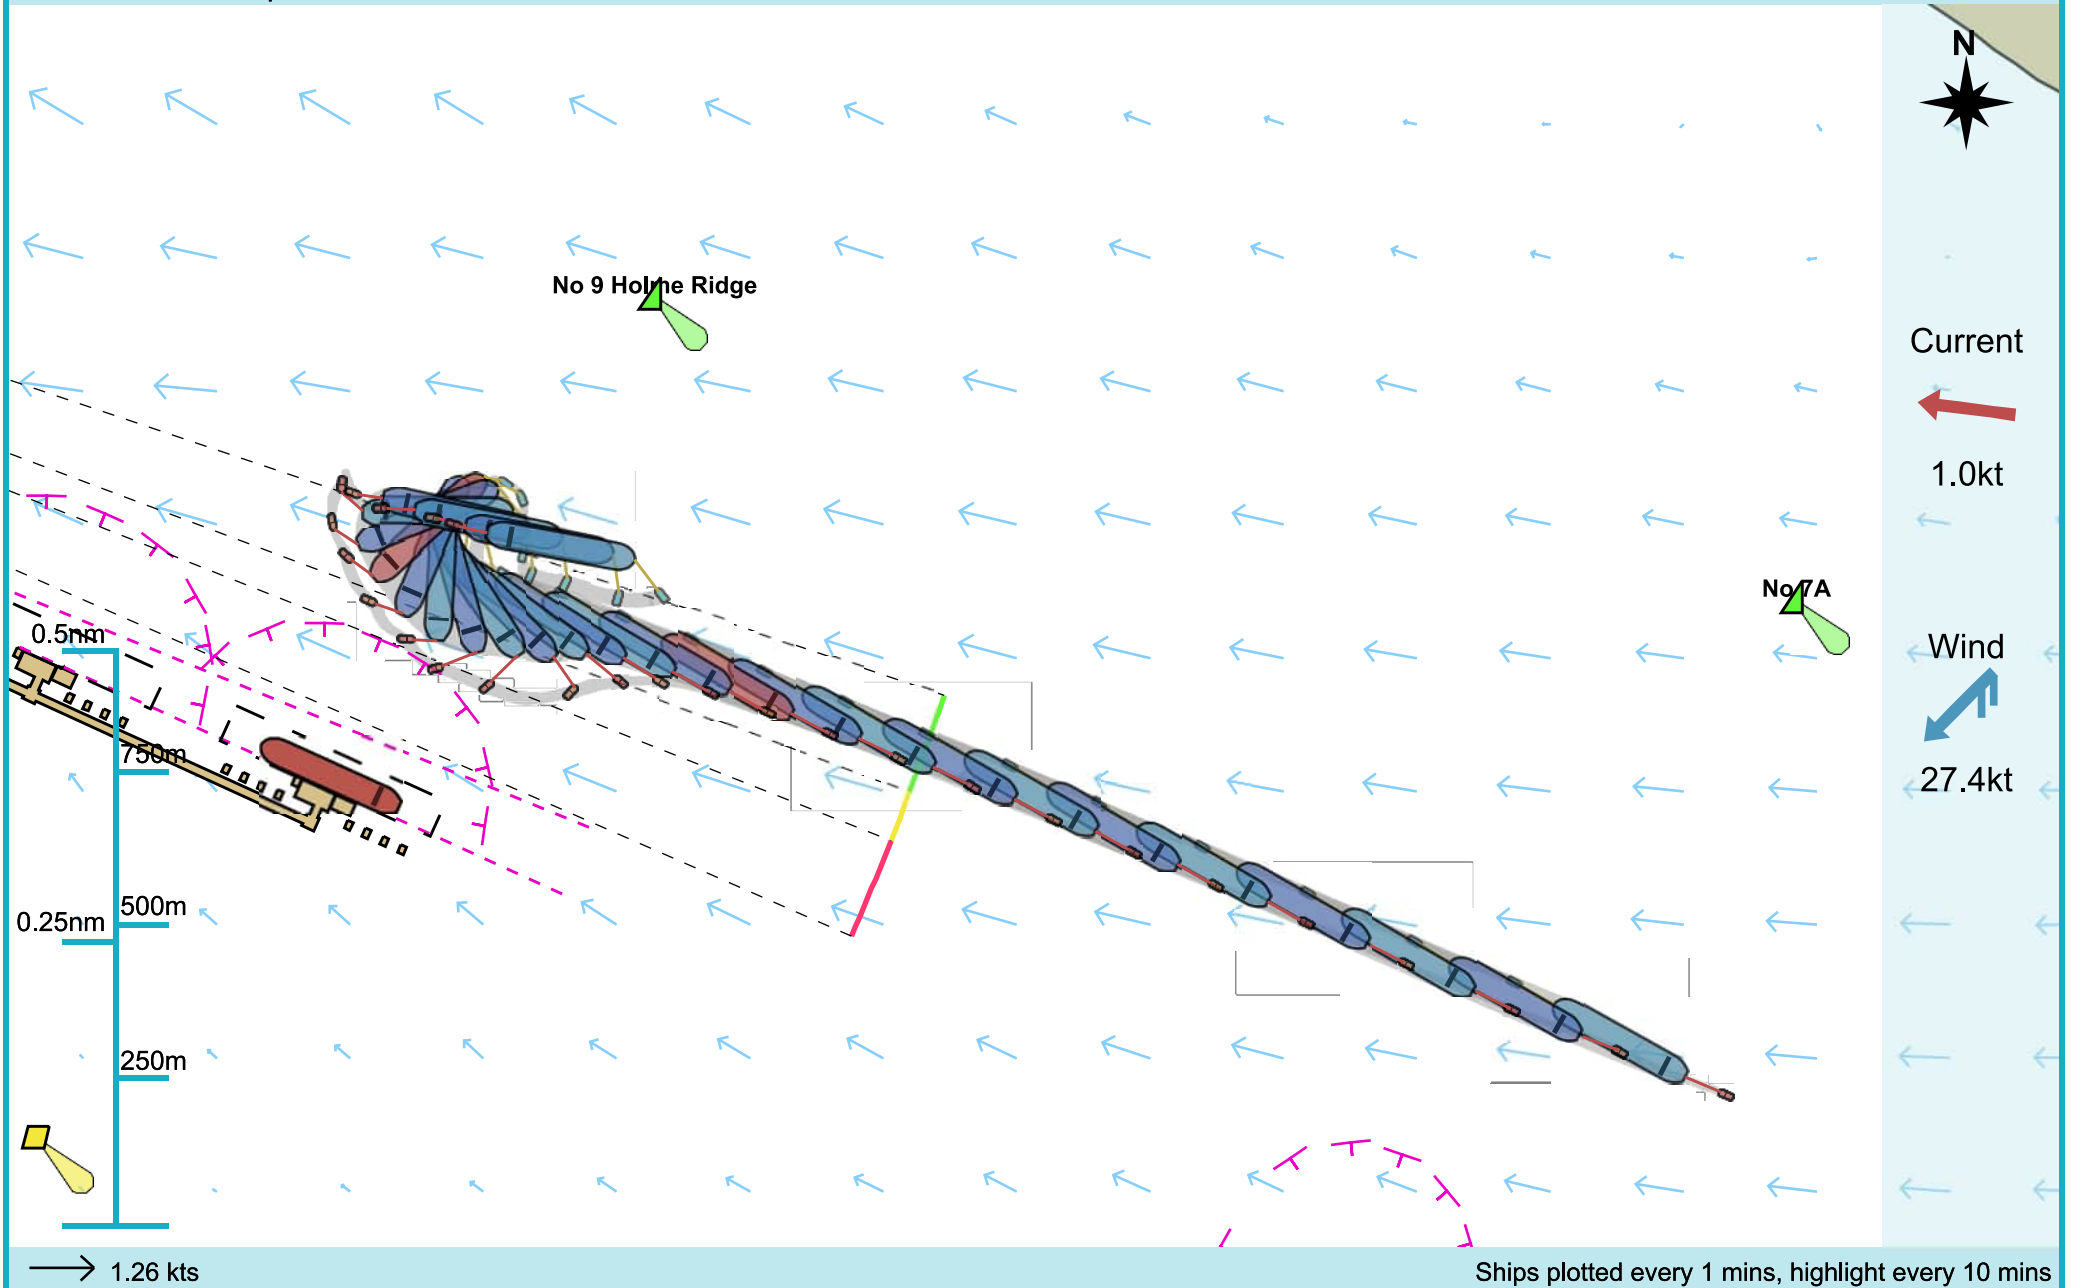 N
No 9 Holme Ridge
Current
1.0kt
No 7A
0.5nm
Wind
750m
27.4kt
500m
0.25nm
250m
1.26 kts
Ships plotted every 1 mins, highlight every 10 mins